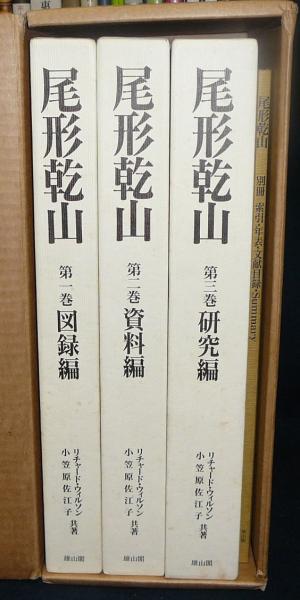 尾形乾山
第一巻 図録編
リチャード・ウィルソン
小笠原佐江子 共著
雄山閣
尾形乾山
第二巻 資料編
リチャード・ウィルソン
小笠原佐江子 共著
雄山閣
尾形乾山
第三巻 研究編
リチャード・ウィルソン
小笠原佐江子 共著
雄山閣
尾形乾山 別冊 索引・年表・文献目録・Summary